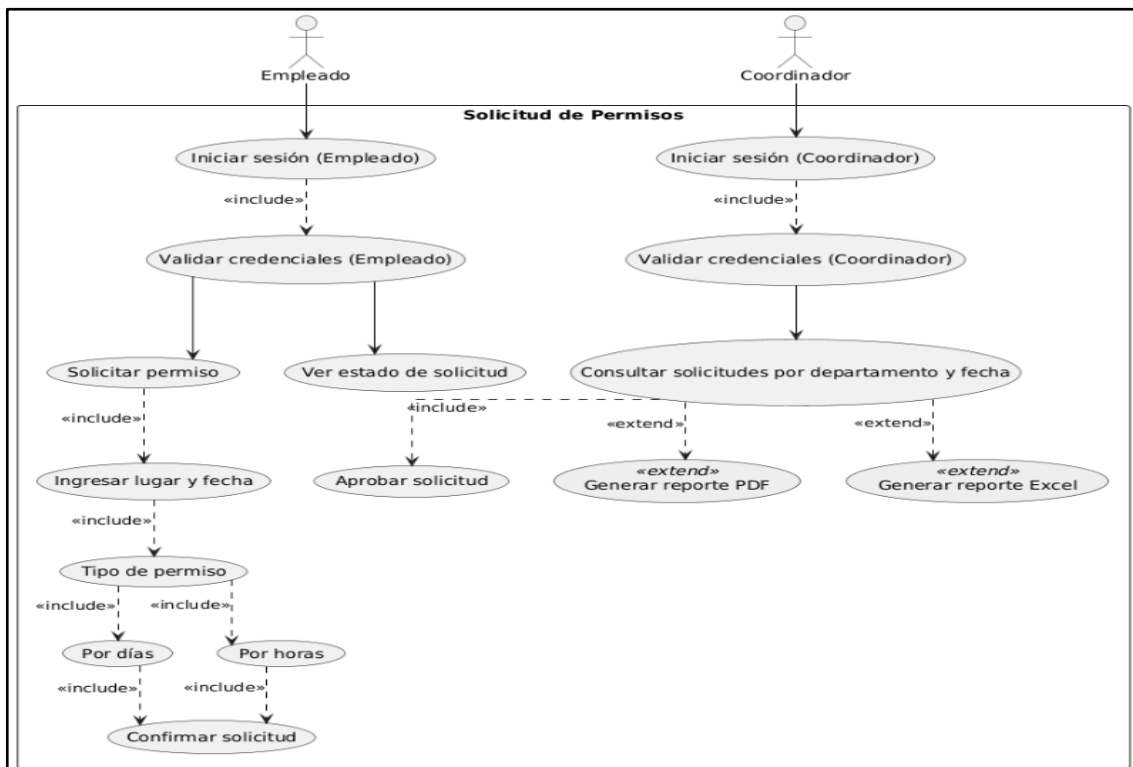 Empleado
Coordinador
Solicitud de Permisos
Iniciar sesión (Empleado)
Iniciar sesión (Coordinador)
«include»
«include»
Validar credenciales (Empleado)
Validar credenciales (Coordinador)
Solicitar permiso
Ver estado de solicitud
Consultar solicitudes por departamento y fecha
«include»
«include»
«extend»
«extend»
Ingresar lugar y fecha
Aprobar solicitud
«extend»
Generar reporte PDF
«extend»
Generar reporte Excel
«include»
Tipo de permiso
«include»
«include»
Por días
Por horas
«include»
«include»
Confirmar solicitud